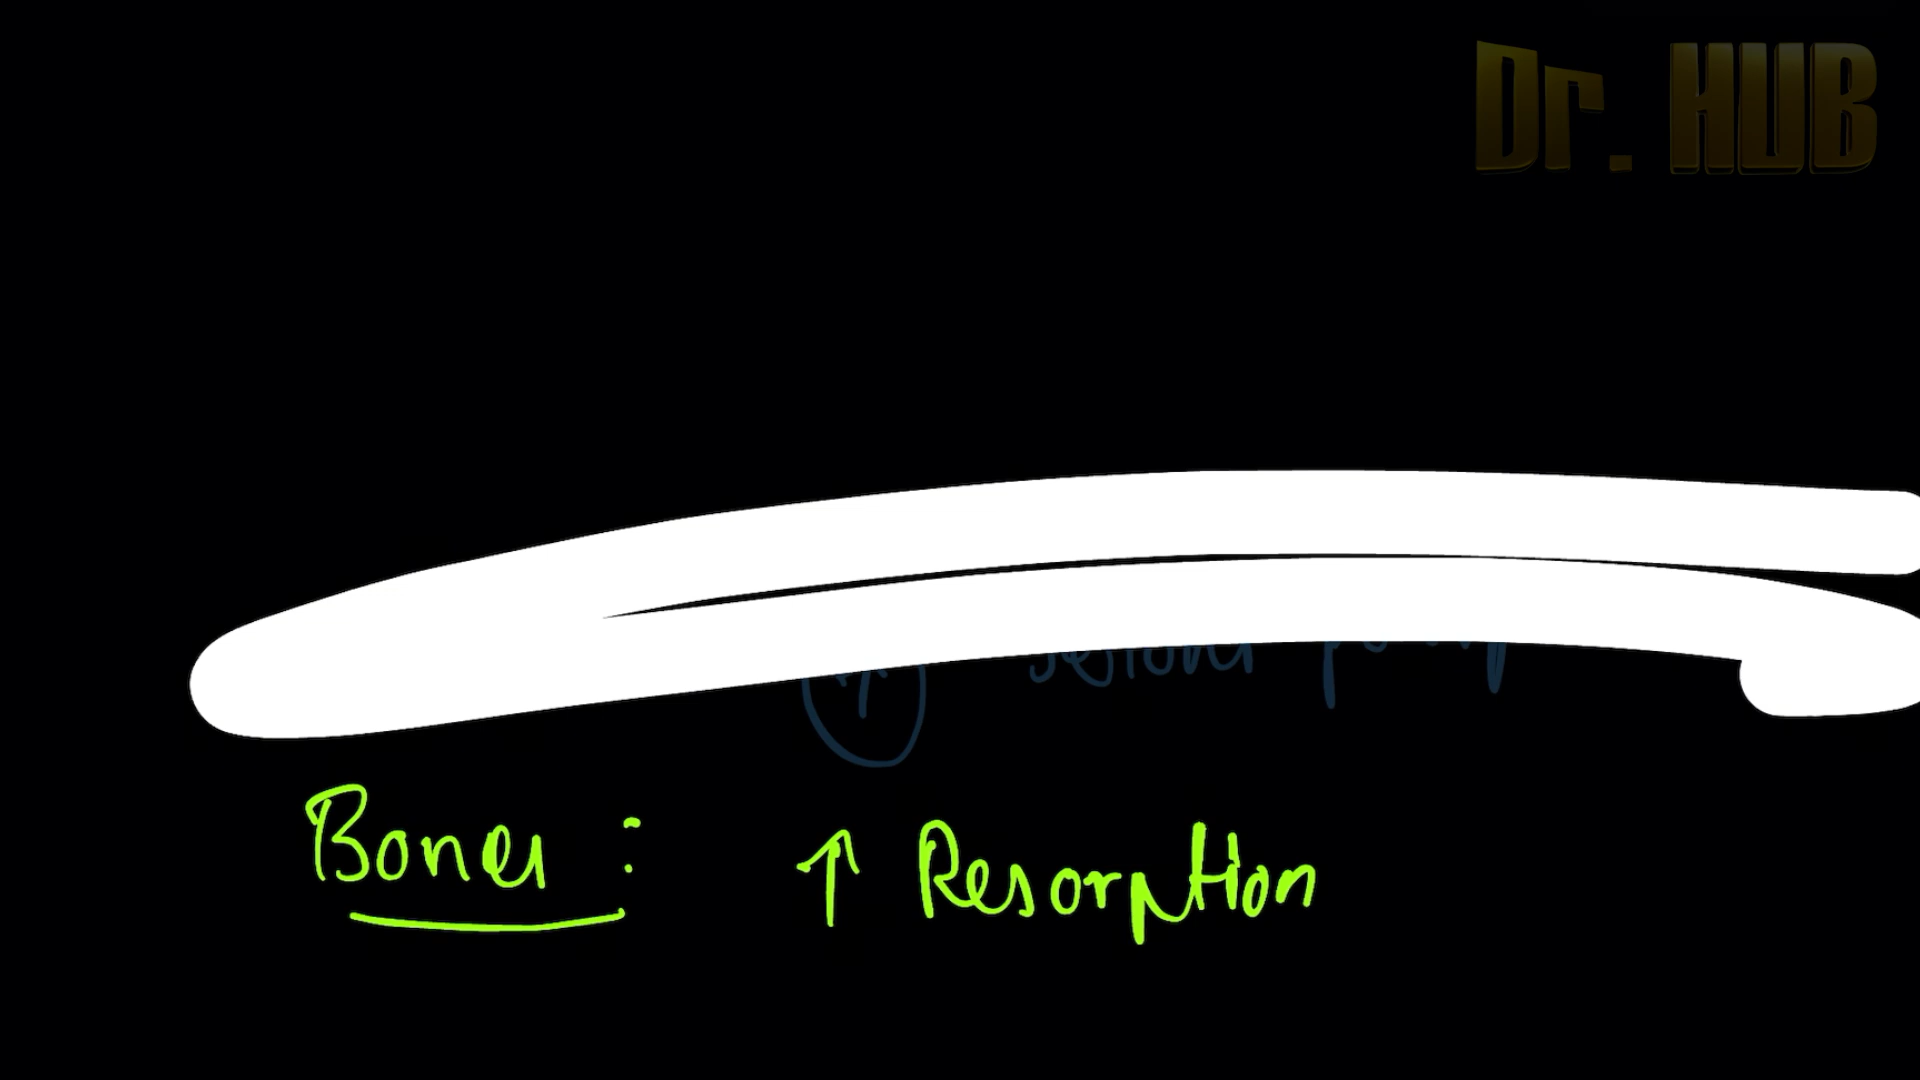 Dr. HUB
Bones : ↑ Resorption